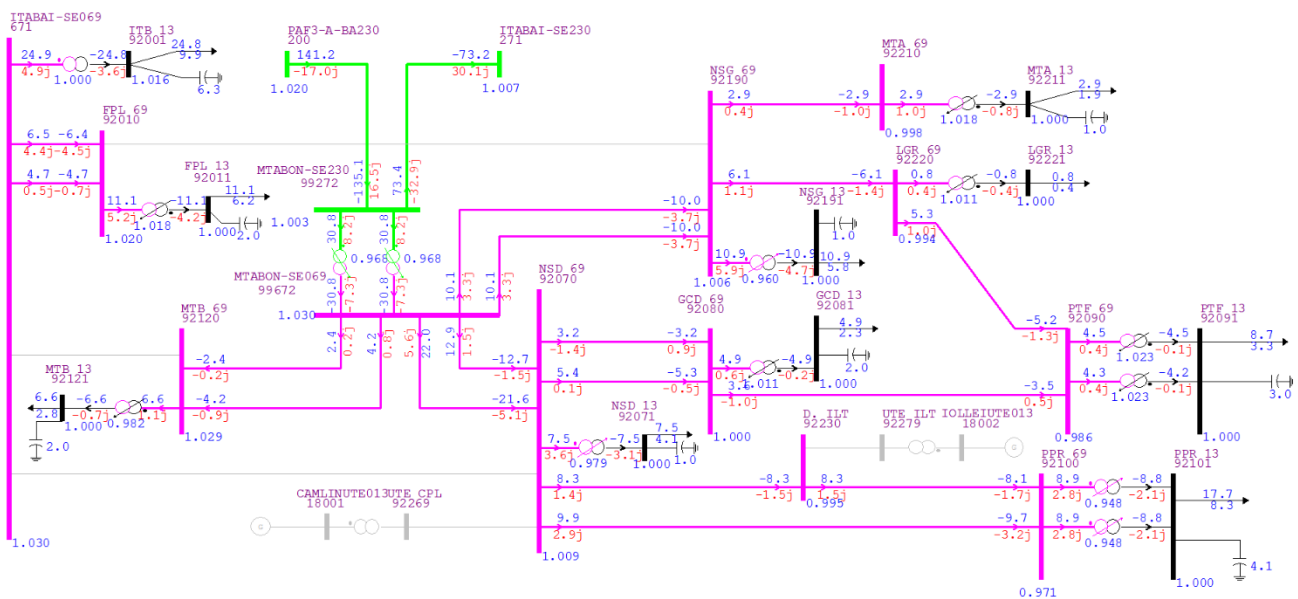 ITABAI-SE069
671
24.9
4.9j
-24.8
-3.6j
1.000
ITB 13
92001
24.8
9.9
1.016
6.3
PAF3-A-BA230
200
141.2
-17.0j
1.020
ITABAI-SE230
271
-73.2
30.1j
1.007
FPL 69
92010
6.5
4.4j
-6.4
-4.5j
4.7
0.5j
-4.7
-0.7j
11.1
5.2j
1.018
-11.1
-4.2j
1.020
FPL 13
92011
11.1
6.2
1.000
2.0
MTABON-SE230
99272
1.003
-135.1
16.5j
73.4
-32.9j
30.8
8.2j
30.8
8.2j
0.968
0.968
-30.8
-7.3j
-30.8
-7.3j
MTABON-SE069
99672
1.030
2.4
0.2j
4.2
0.8j
5.6j
22.0
12.9
1.5j
10.1
3.3j
10.1
3.3j
MTB 69
92120
-2.4
-0.2j
-4.2
-0.9j
6.6
1.1j
0.982
-6.6
-0.7j
1.029
MTB 13
92121
6.6
2.8
1.000
2.0
1.030
NSG 69
92190
2.9
0.4j
6.1
1.1j
-10.0
-3.7j
-10.0
-3.7j
10.9
5.9j
0.960
-10.9
-4.7j
1.006
NSG 13
92191
1.0
10.9
5.8
1.000
MTA 69
92210
-2.9
-1.0j
2.9
1.0j
1.018
-2.9
-0.8j
0.998
MTA 13
92211
2.9
1.9
1.000
1.0
LGR 69
92220
-6.1
-1.4j
0.8
0.4j
1.011
-0.8
-0.4j
5.3
1.0j
0.994
LGR 13
92221
0.8
0.4
1.000
NSD 69
92070
3.2
-1.4j
5.4
0.1j
-12.7
-1.5j
-21.6
-5.1j
7.5
3.6j
0.979
-7.5
-3.1j
8.3
1.4j
9.9
2.9j
1.009
NSD 13
92071
7.5
4.1
1.000
1.0
GCD 69
92080
-3.2
0.9j
-5.3
-0.5j
4.9
0.6j
1.011
-4.9
-0.2j
-1.0j
1.000
GCD 13
92081
4.9
2.3
2.0
1.000
PTF 69
92090
-5.2
-1.3j
-3.5
0.5j
4.5
0.4j
1.023
-4.5
-0.1j
4.3
0.4j
1.023
-4.2
-0.1j
0.986
PTF 13
92091
8.7
3.3
3.0
1.000
D. ILT
92230
-8.3
-1.5j
8.3
1.5j
0.995
UTE ILT
92279
IOLLEIUTE013
18002
CAMLINUTE013
18001
UTE CPL
92269
PPR 69
92100
-8.1
-1.7j
-9.7
-3.2j
8.9
2.8j
0.948
-8.8
-2.1j
8.9
2.8j
0.948
-8.8
-2.1j
0.971
PPR 13
92101
17.7
8.3
4.1
1.000